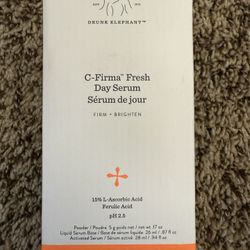 DRUNK ELEPHANT™
C-Firma™ Fresh
Day Serum
Sérum de jour
FIRM • BRIGHTEN
15% L-Ascorbic Acid
Ferulic Acid
pH 2.5
Powder / Poudre 5 g poids net / net wt. .17 oz
Liquid Serum Base / Base de sérum liquide 26 ml / .87 fl oz
Activated Serum / Sérum activé 28 ml / .94 fl oz